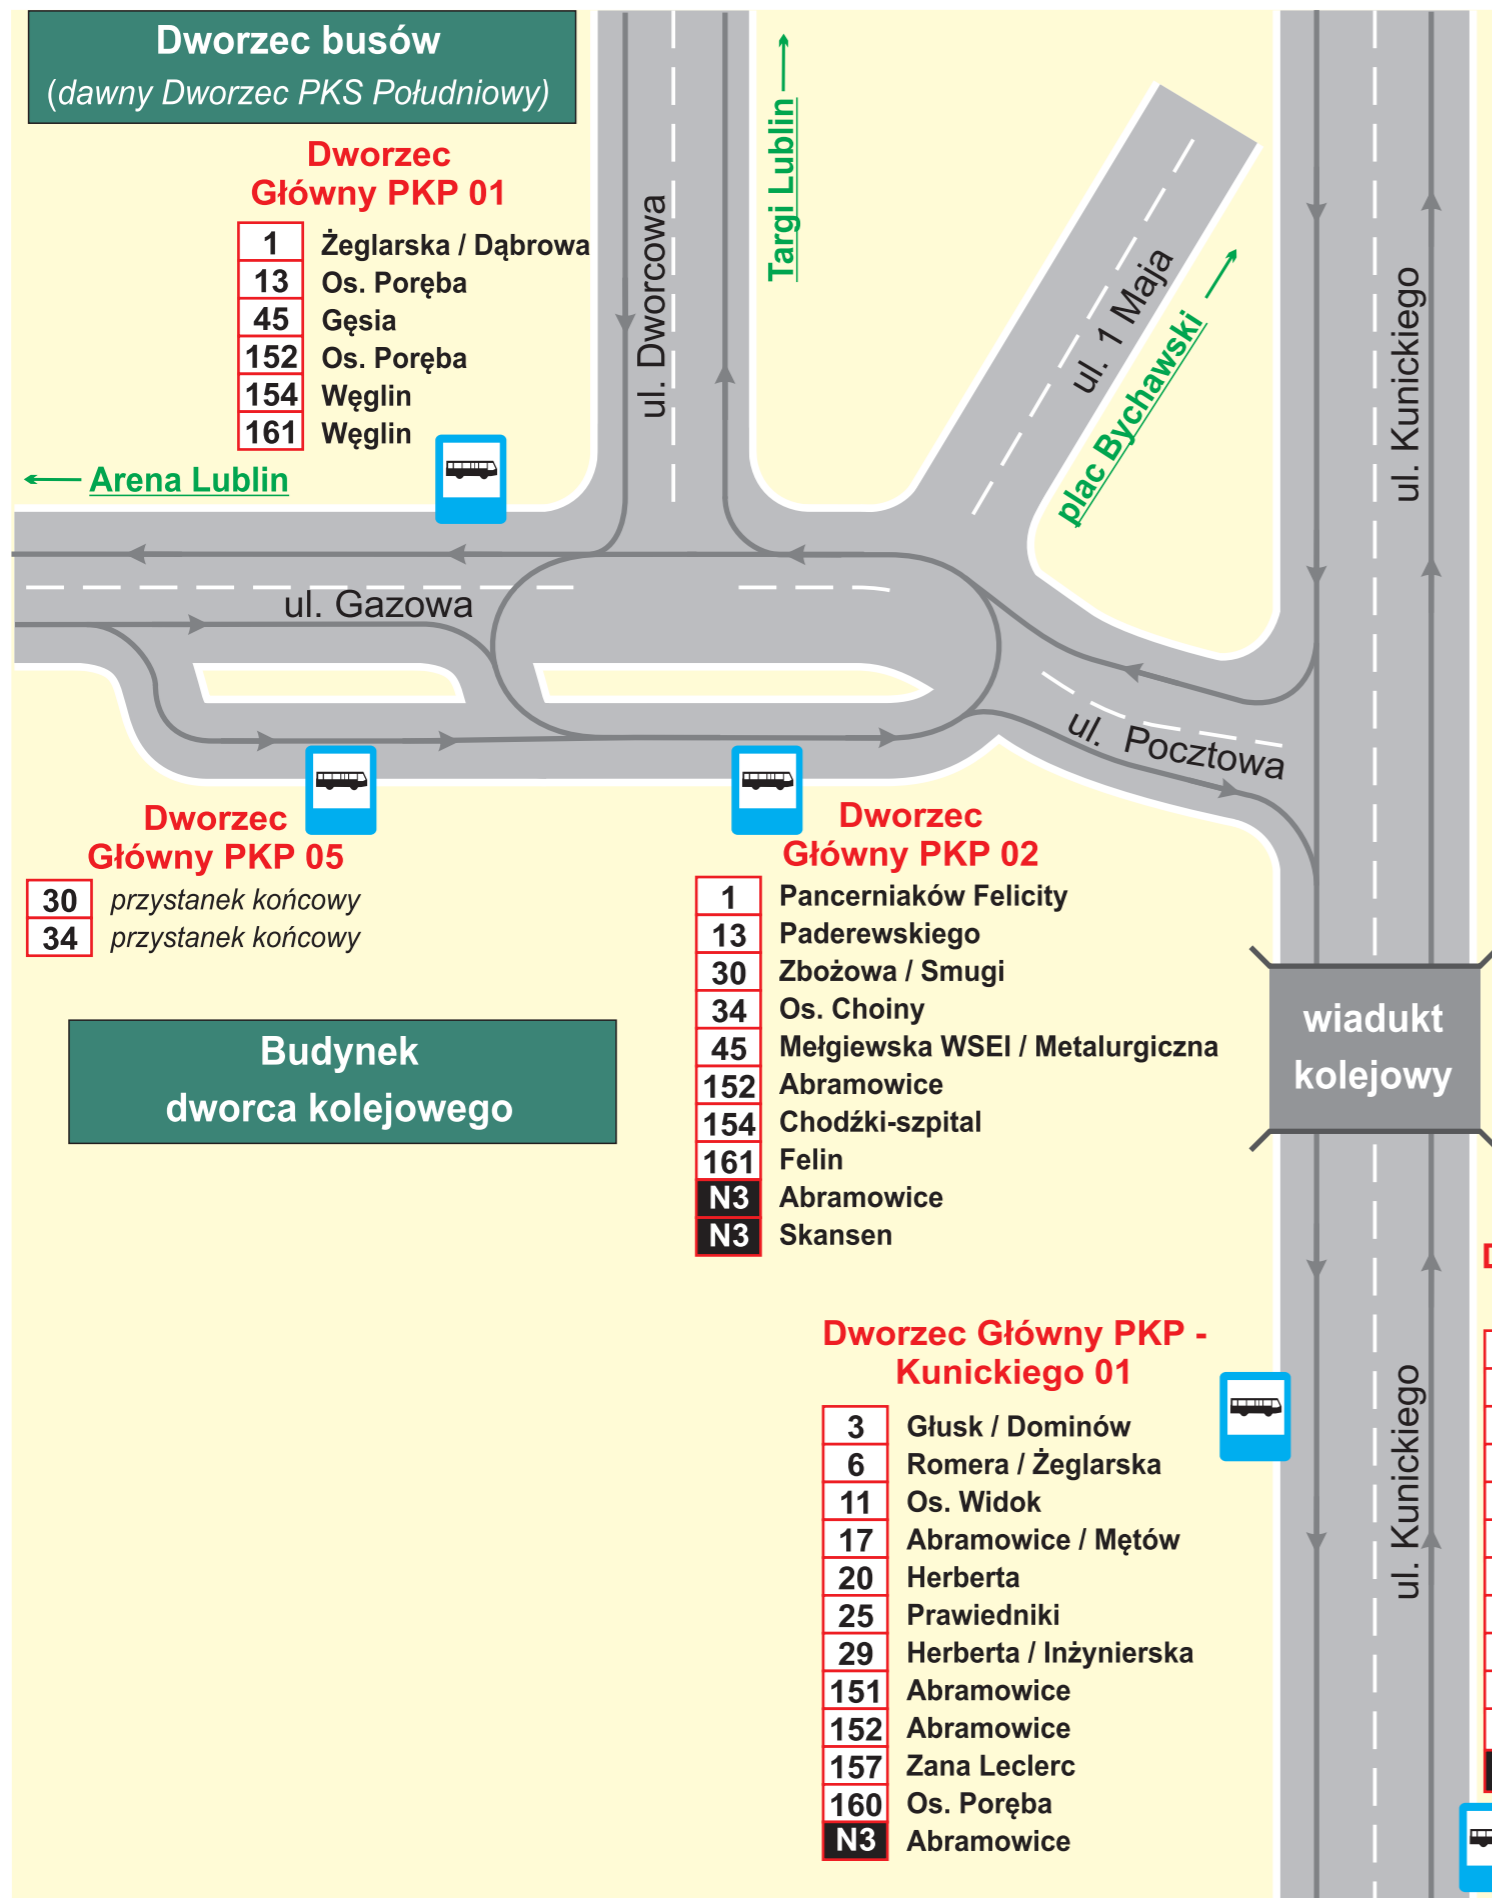 Dworzec busów
(dawny Dworzec PKS Południowy)
Dworzec
Główny PKP 01
1 Żeglarska / Dąbrowa
13 Os. Poręba
45 Gęsia
152 Os. Poręba
154 Węglin
161 Węglin
Arena Lublin
ul. Dworcowa
Targi Lublin
ul. 1 Maja
plac Bychawski
ul. Kunickiego
ul. Gazowa
ul. Pocztowa
Dworzec
Główny PKP 05
30 przystanek końcowy
34 przystanek końcowy
Dworzec
Główny PKP 02
1 Pancerniaków Felicity
13 Paderewskiego
30 Zbożowa / Smugi
34 Os. Choiny
45 Mełgiewska WSEI / Metalurgiczna
152 Abramowice
154 Chodźki-szpital
161 Felin
N3 Abramowice
N3 Skansen
Budynek
dworca kolejowego
wiadukt
kolejowy
Dworzec Główny PKP -
Kunickiego 01
3 Głusk / Dominów
6 Romera / Żeglarska
11 Os. Widok
17 Abramowice / Mętów
20 Herberta
25 Prawiedniki
29 Herberta / Inżynierska
151 Abramowice
152 Abramowice
157 Zana Leclerc
160 Os. Poręba
N3 Abramowice
ul. Kunickiego